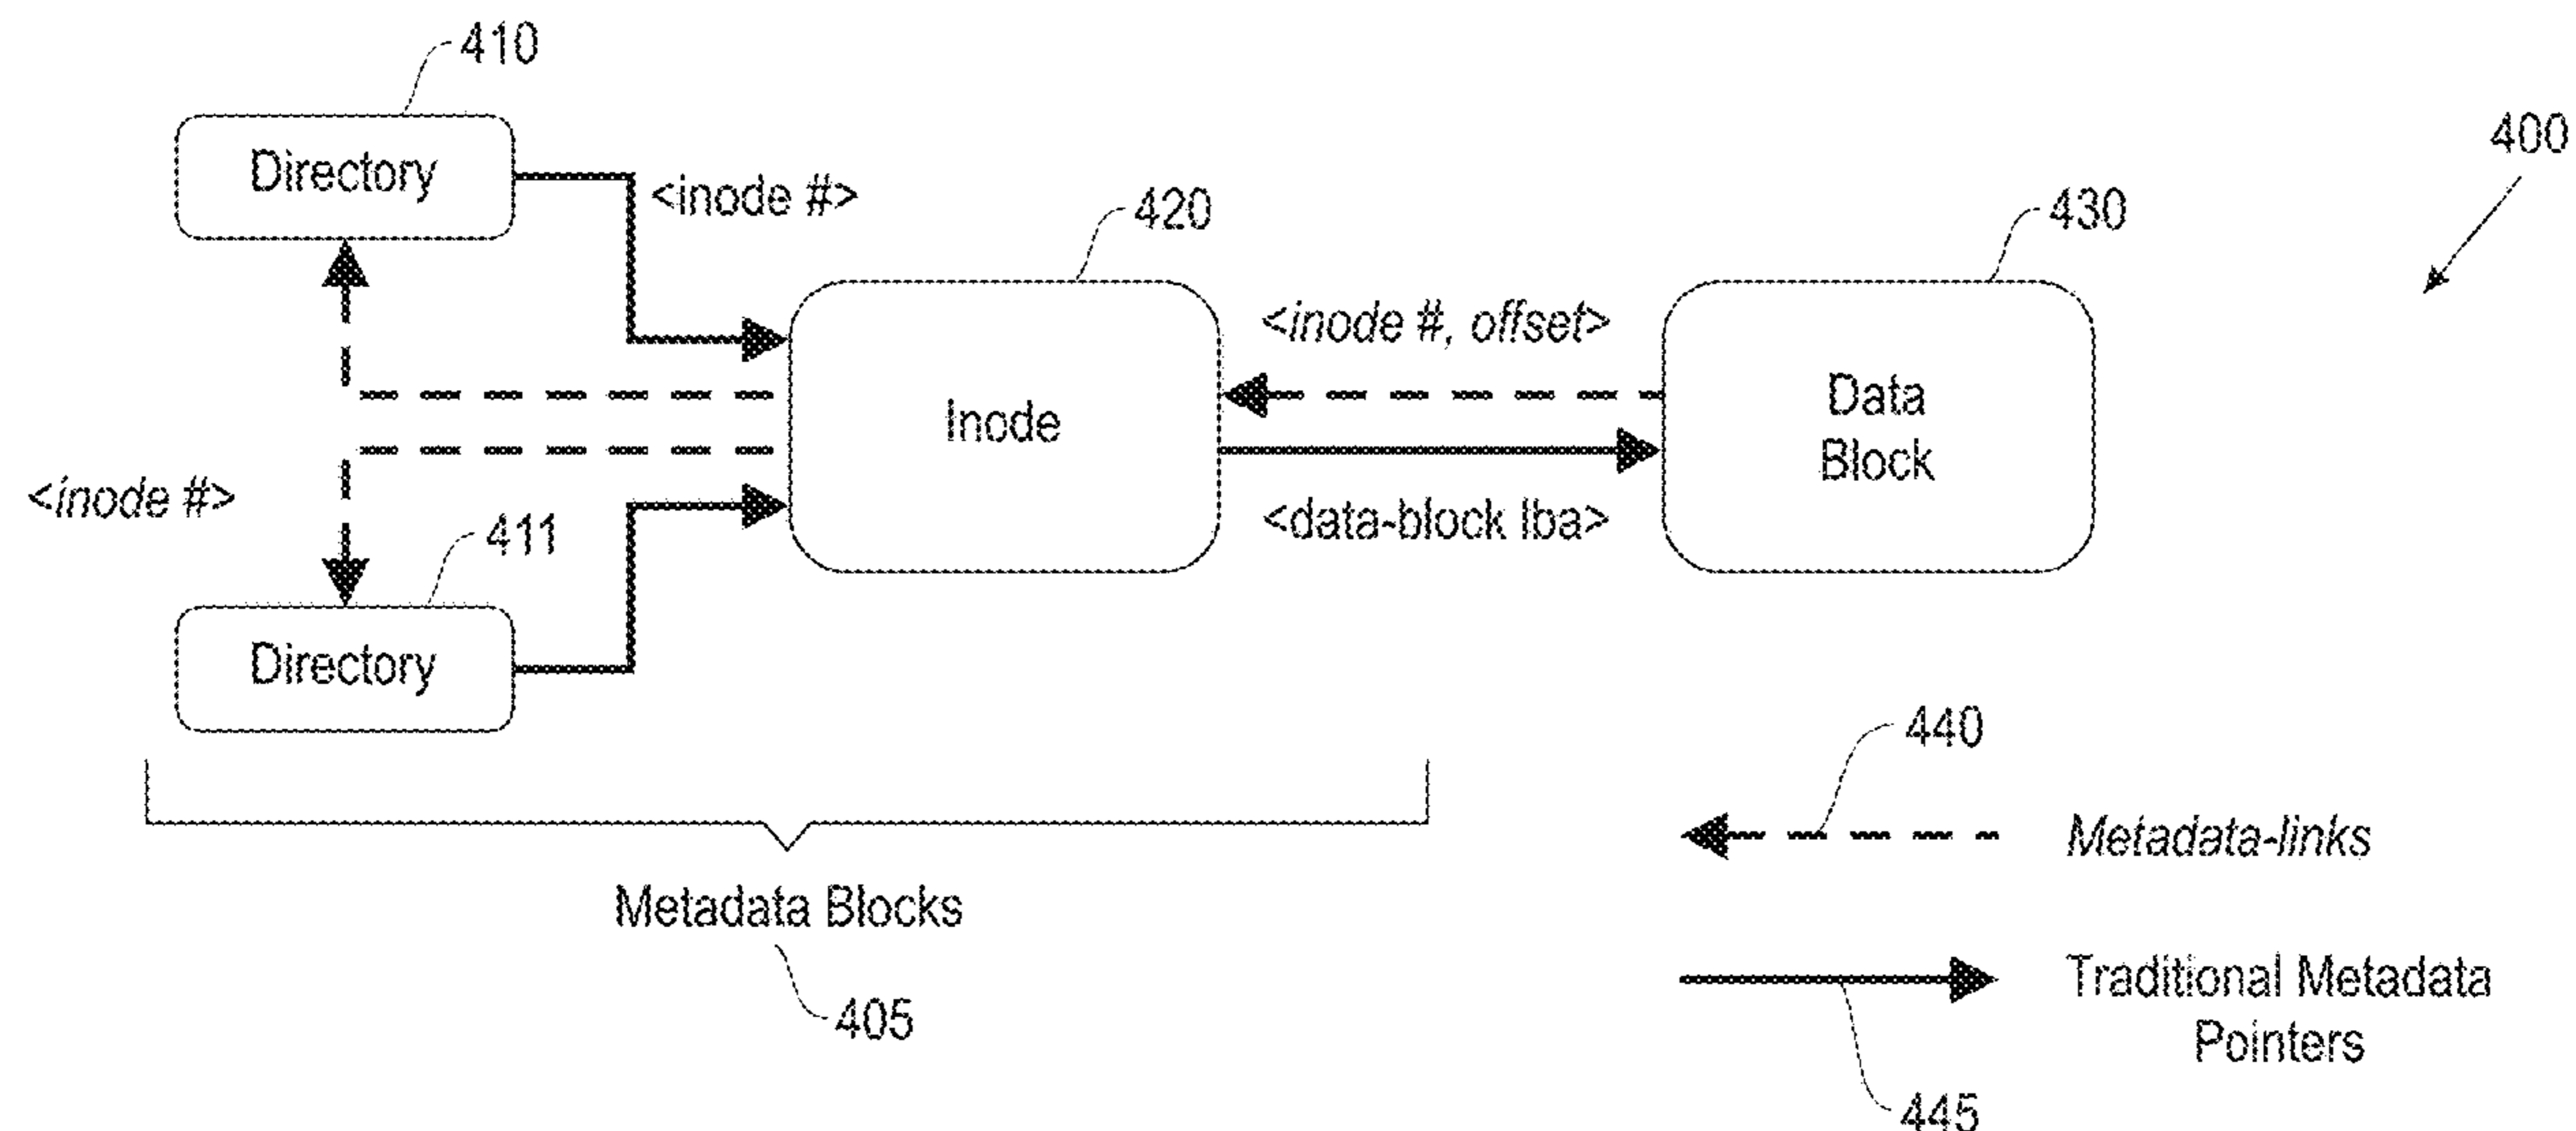 410
Directory
<inode #>
400
420
430
<inode #, offset>
Inode
Data
Block
<inode #>
411
<data-block lba>
Directory
440
Metadata-links
Metadata Blocks
405
Traditional Metadata
Pointers
445